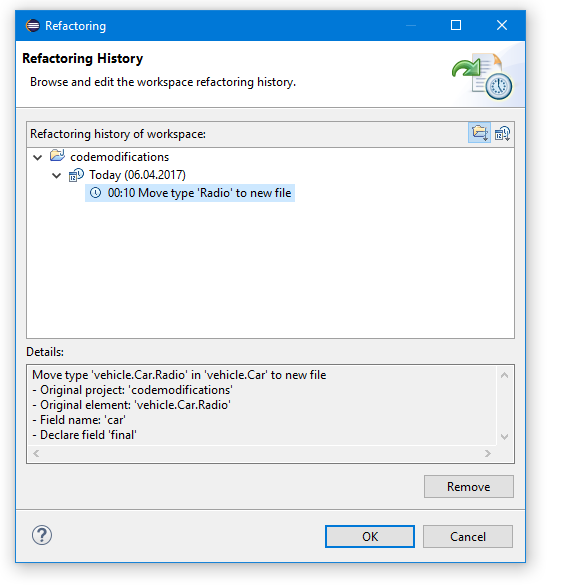 Refactoring
Refactoring History
Browse and edit the workspace refactoring history.
Refactoring history of workspace:
codemodifications
Today (06.04.2017)
00:10 Move type 'Radio' to new file
Details:
Move type 'vehicle.Car.Radio' in 'vehicle.Car' to new file
- Original project: 'codemodifications'
- Original element: 'vehicle.Car.Radio'
- Field name: 'car'
- Declare field 'final'
Remove
OK Cancel